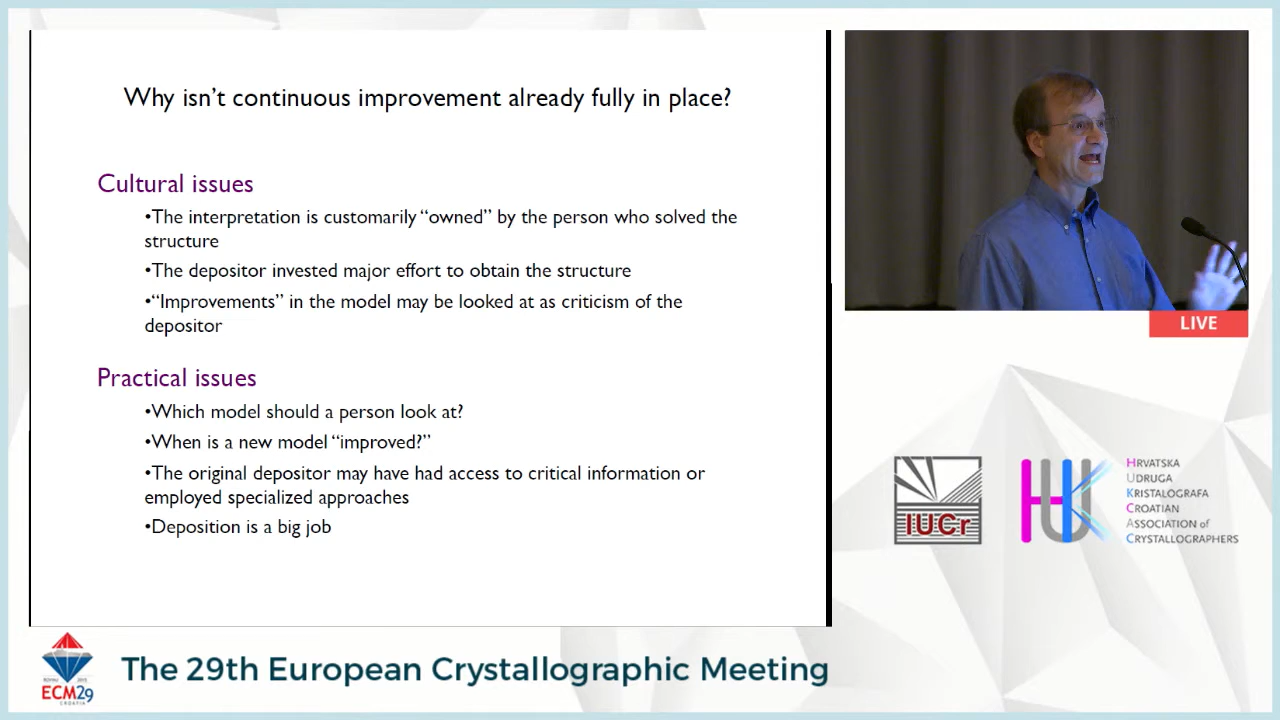 Why isn't continuous improvement already fully in place?
Cultural issues
•The interpretation is customarily "owned" by the person who solved the
structure
•The depositor invested major effort to obtain the structure
•"Improvements" in the model may be looked at as criticism of the
depositor
Practical issues
•Which model should a person look at?
•When is a new model "improved?"
•The original depositor may have had access to critical information or
employed specialized approaches
•Deposition is a big job
LIVE
IUCr
HUK
HRVATSKA
UDRUGA
KRISTALOGRAFA
CROATIAN
ASSOCIATION of
CRYSTALLOGRAPHERS
ECM29
CROATIA
The 29th European Crystallographic Meeting